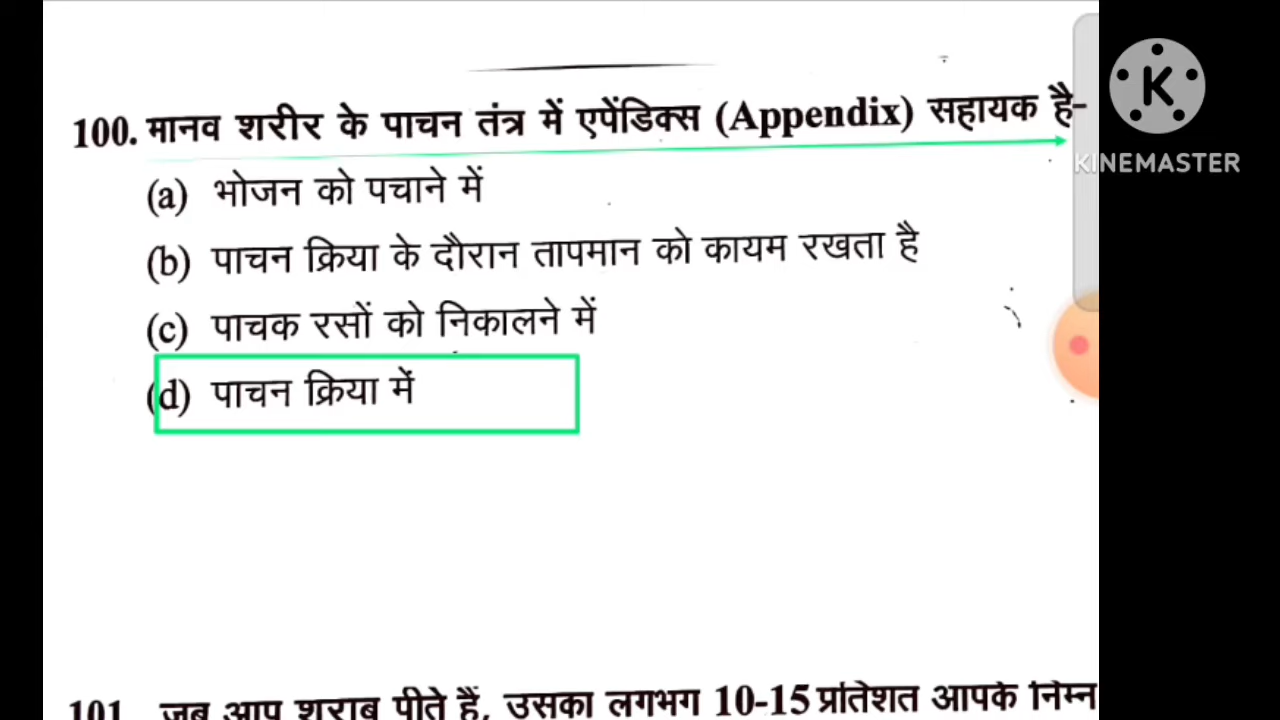 100. मानव शरीर के पाचन तंत्र में एपेंडिक्स (Appendix) सहायक है-
(a) भोजन को पचाने में
(b) पाचन क्रिया के दौरान तापमान को कायम रखता है
(c) पाचक रसों को निकालने में
(d) पाचन क्रिया में
101. जब आप शराब पीते हैं, उसका लगभग 10-15 प्रतिशत आपके निम्न
K
KINEMASTER